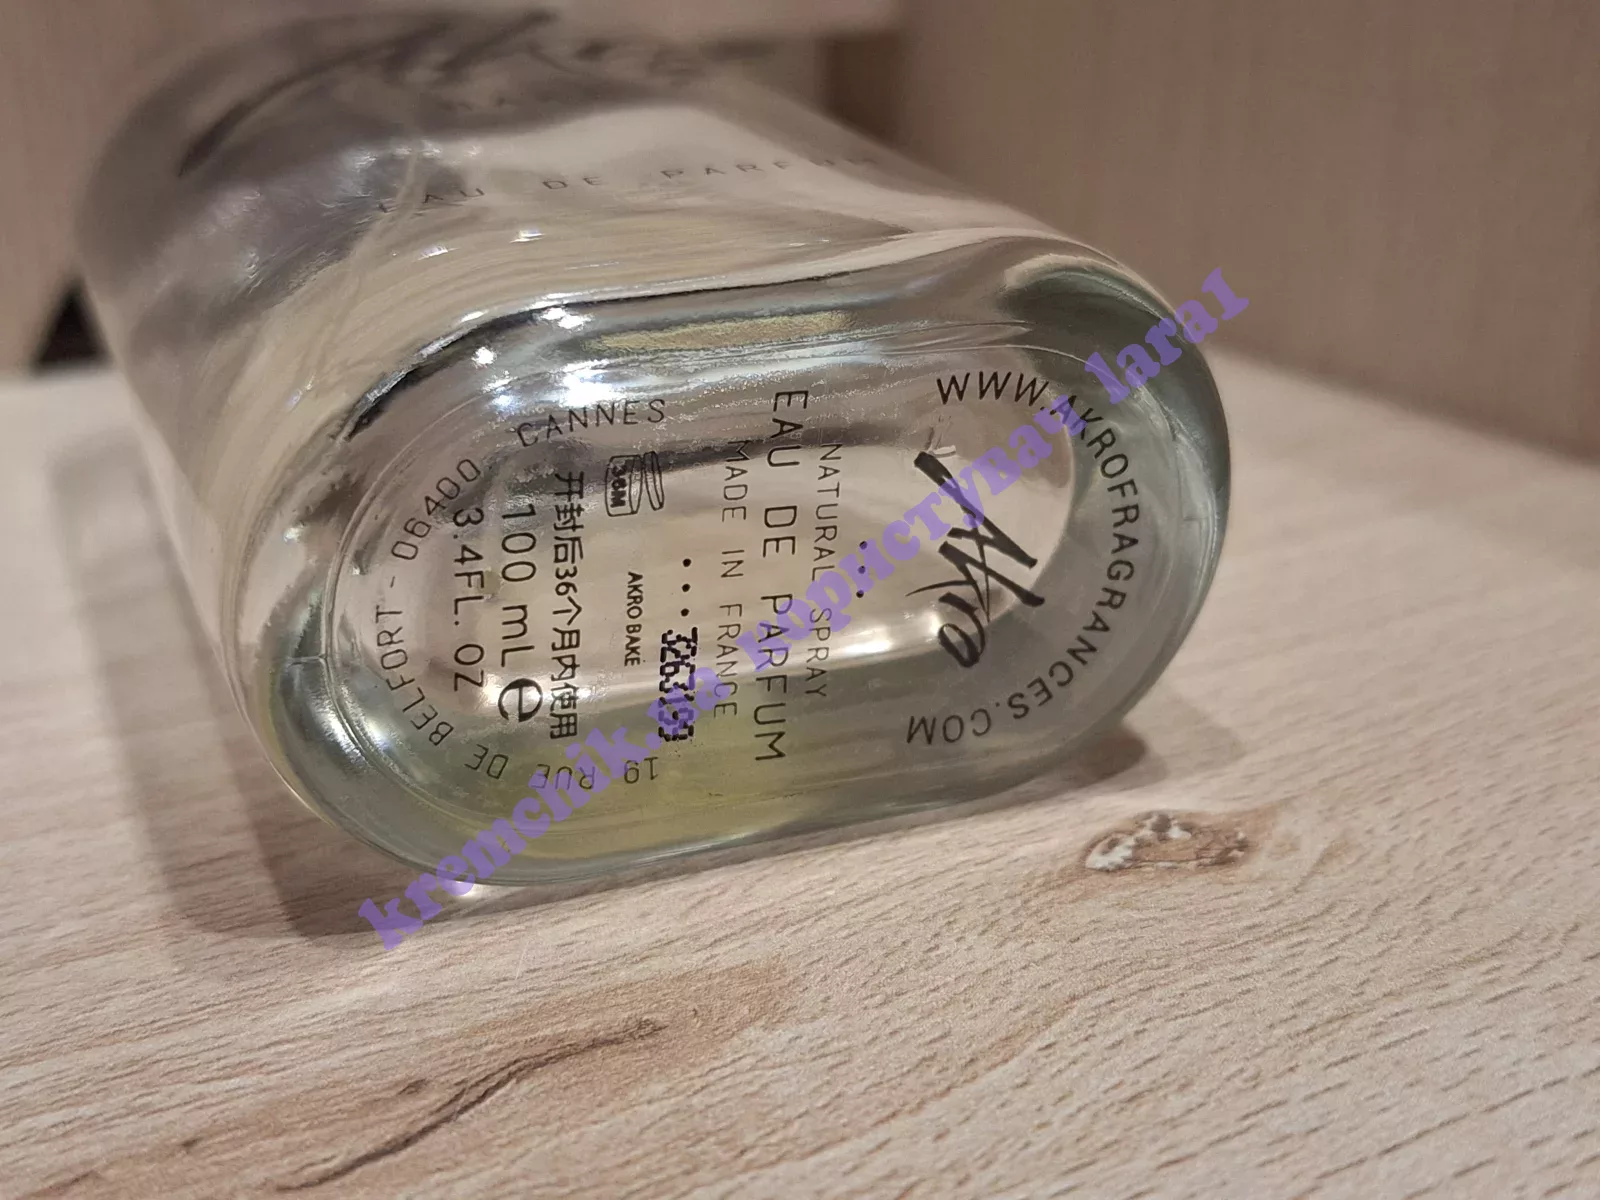 EAU DE PARFUM
WWW.AKROFRAGRANCES.COM
Akro
NATURAL SPRAY
EAU DE PARFUM
MADE IN FRANCE
AKRO BAKE
36M
开封后36个月内使用
100 mL e
3.4FL. OZ
19 RUE DE BELFORT - 06400 CANNES
kremchik.ua користувач lara1